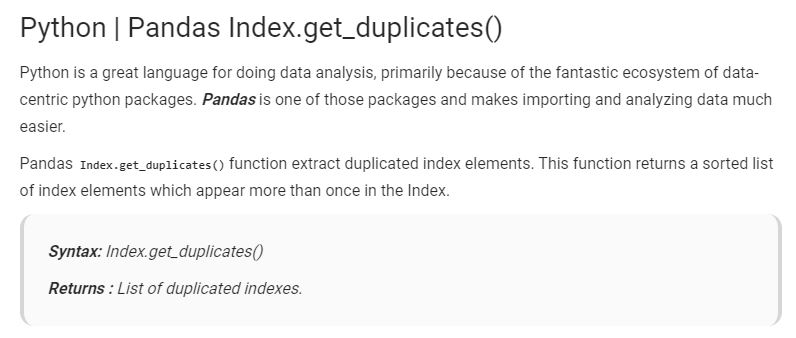 Python | Pandas Index.get_duplicates()
Python is a great language for doing data analysis, primarily because of the fantastic ecosystem of data-
centric python packages. Pandas is one of those packages and makes importing and analyzing data much
easier.
Pandas Index.get_duplicates() function extract duplicated index elements. This function returns a sorted list
of index elements which appear more than once in the Index.
Syntax: Index.get_duplicates()
Returns : List of duplicated indexes.